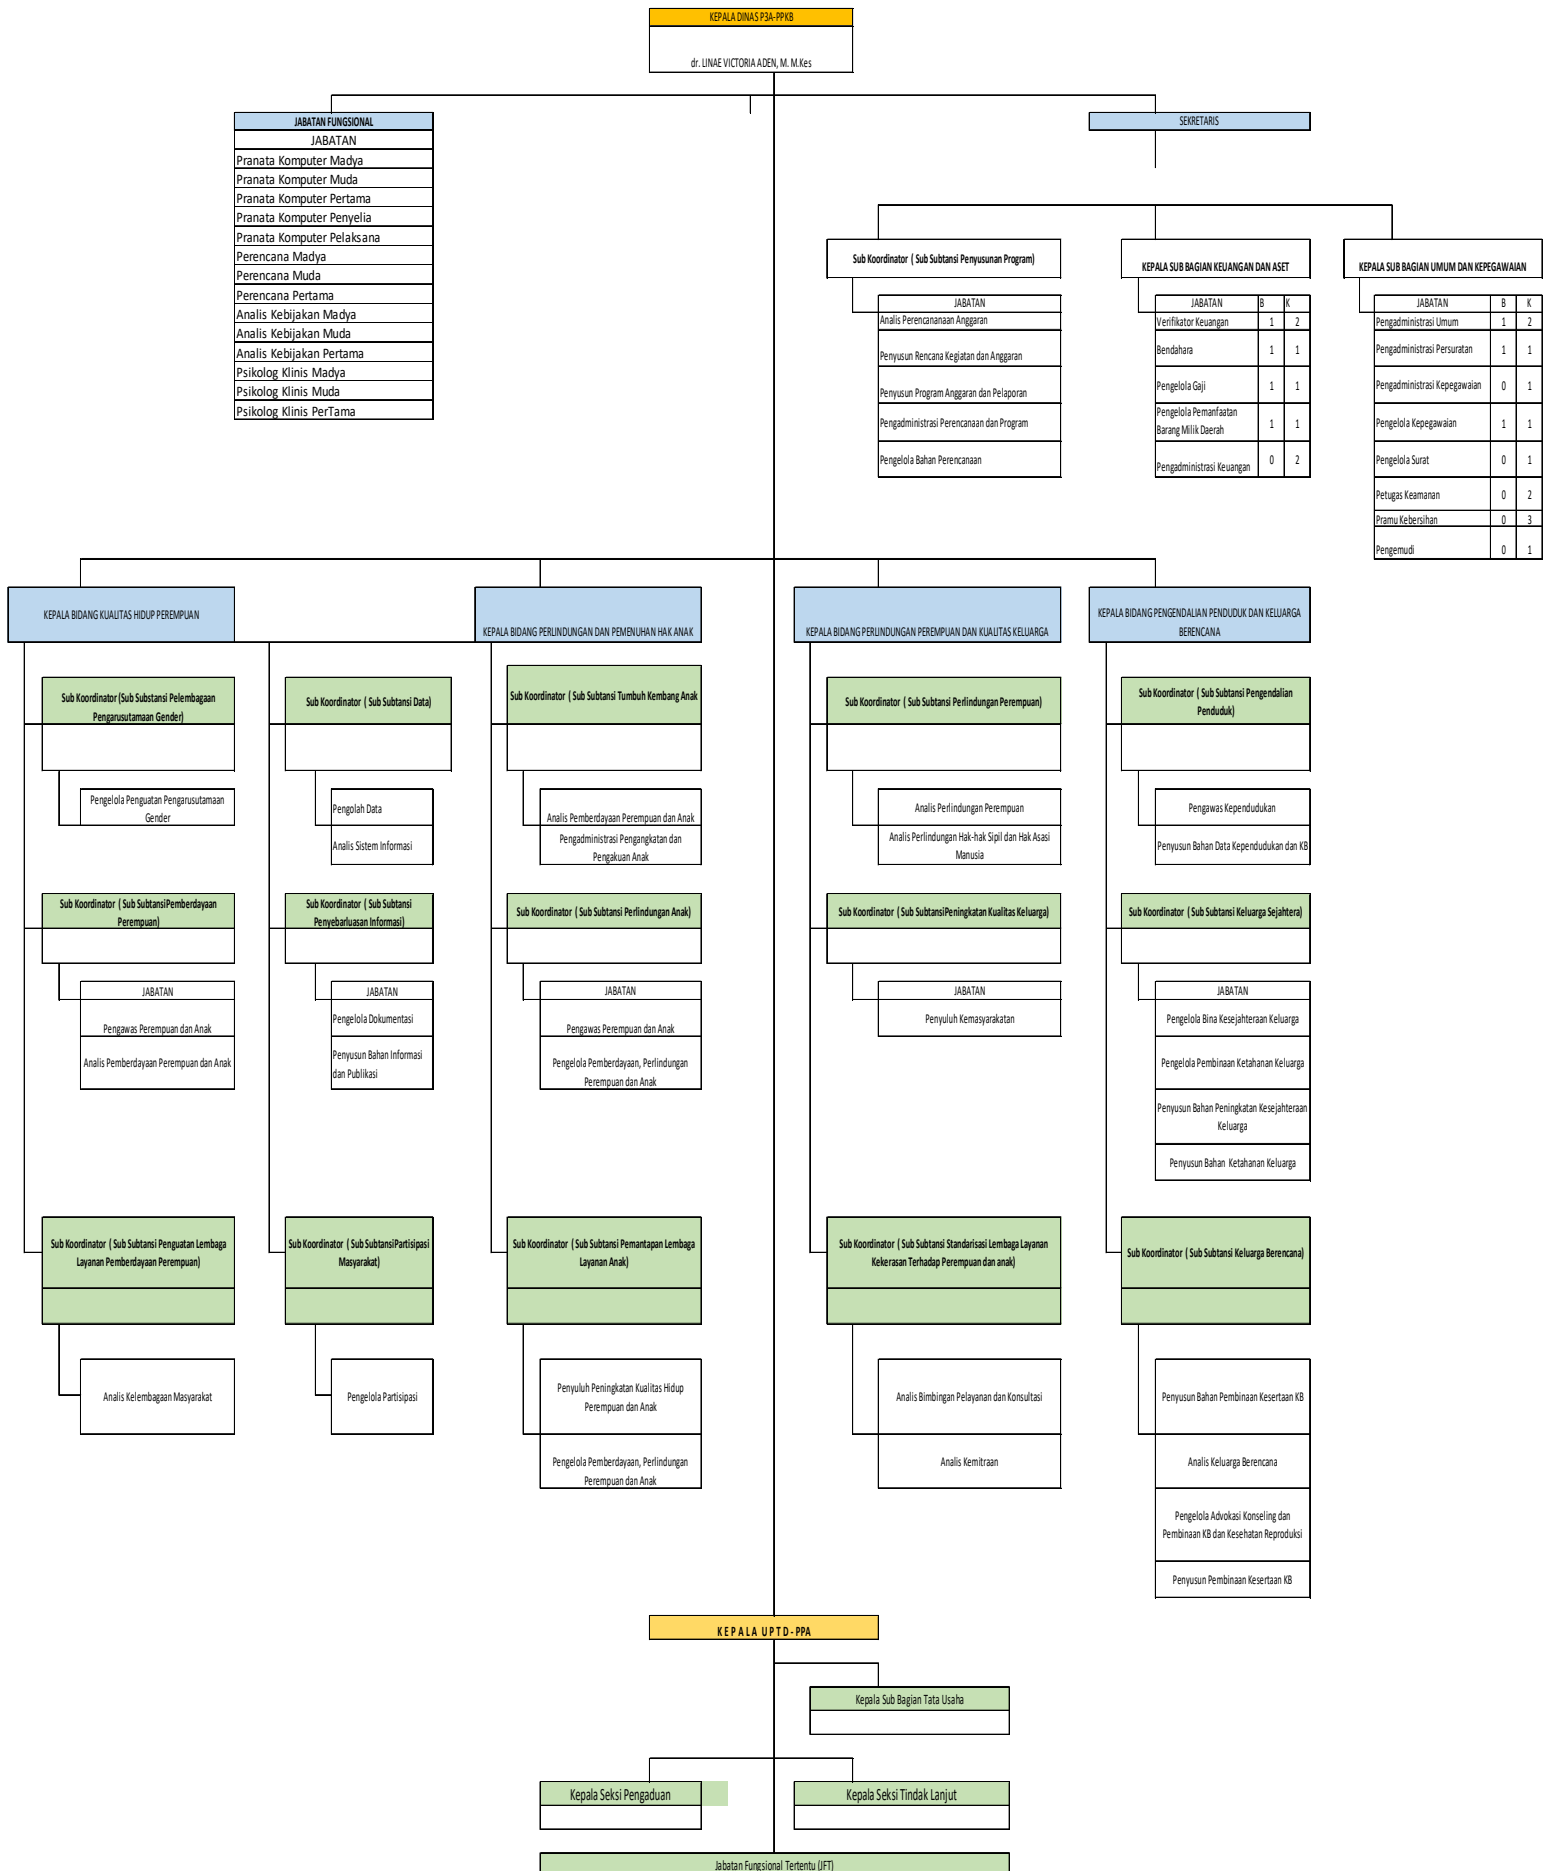 KEPALA DINAS P3A-PPKB
dr. LINAE VICTORIA ADEN, M. M.Kes
JABATAN FUNGSIONAL
JABATAN
Pranata Komputer Madya
Pranata Komputer Muda
Pranata Komputer Pertama
Pranata Komputer Penyelia
Pranata Komputer Pelaksana
Perencana Madya
Perencana Muda
Perencana Pertama
Analis Kebijakan Madya
Analis Kebijakan Muda
Analis Kebijakan Pertama
Psikolog Klinis Madya
Psikolog Klinis Muda
Psikolog Klinis PerTama
SEKRETARIS
Sub Koordinator ( Sub Subtansi Penyusunan Program)
JABATAN
Analis Perencananaan Anggaran
Penyusun Rencana Kegiatan dan Anggaran
Penyusun Program Anggaran dan Pelaporan
Pengadministrasi Perencanaan dan Program
Pengelola Bahan Perencanaan
KEPALA SUB BAGIAN KEUANGAN DAN ASET
JABATAN B K
Verifikator Keuangan 1 2
Bendahara 1 1
Pengelola Gaji 1 1
Pengelola Pemanfaatan
Barang Milik Daerah 1 1
Pengadministrasi Keuangan 0 2
KEPALA SUB BAGIAN UMUM DAN KEPEGAWAIAN
JABATAN B K
Pengadministrasi Umum 1 2
Pengadministrasi Persuratan 1 1
Pengadministrasi Kepegawaian 0 1
Pengelola Kepegawaian 1 1
Pengelola Surat 0 1
Petugas Keamanan 0 2
Pramu Kebersihan 0 3
Pengemudi 0 1
KEPALA BIDANG KUALITAS HIDUP PEREMPUAN
Sub Koordinator (Sub Substansi Pelembagaan
Pengarusutamaan Gender)
Pengelola Penguatan Pengarusutamaan
Gender
Sub Koordinator ( Sub Subtansi Data)
Pengolah Data
Analis Sistem Informasi
Sub Koordinator ( Sub SubtansiPemberdayaan
Perempuan)
JABATAN
Pengawas Perempuan dan Anak
Analis Pemberdayaan Perempuan dan Anak
Sub Koordinator ( Sub Subtansi
Penyebarluasan Informasi)
JABATAN
Pengelola Dokumentasi
Penyusun Bahan Informasi
dan Publikasi
Sub Koordinator ( Sub Subtansi Penguatan Lembaga
Layanan Pemberdayaan Perempuan)
Analis Kelembagaan Masyarakat
Sub Koordinator ( Sub SubtansiPartisipasi
Masyarakat)
Pengelola Partisipasi
KEPALA BIDANG PERLINDUNGAN DAN PEMENUHAN HAK ANAK
Sub Koordinator ( Sub Subtansi Tumbuh Kembang Anak
Analis Pemberdayaan Perempuan dan Anak
Pengadministrasi Pengangkatan dan
Pengakuan Anak
Sub Koordinator ( Sub Subtansi Perlindungan Anak)
JABATAN
Pengawas Perempuan dan Anak
Pengelola Pemberdayaan, Perlindungan
Perempuan dan Anak
Sub Koordinator ( Sub Subtansi Pemantapan Lembaga
Layanan Anak)
Penyuluh Peningkatan Kualitas Hidup
Perempuan dan Anak
Pengelola Pemberdayaan, Perlindungan
Perempuan dan Anak
KEPALA BIDANG PERLINDUNGAN PEREMPUAN DAN KUALITAS KELUARGA
Sub Koordinator ( Sub Subtansi Perlindungan Perempuan)
Analis Perlindungan Perempuan
Analis Perlindungan Hak-hak Sipil dan Hak Asasi
Manusia
Sub Koordinator ( Sub SubtansiPeningkatan Kualitas Keluarga)
JABATAN
Penyuluh Kemasyarakatan
Sub Koordinator ( Sub Subtansi Standarisasi Lembaga Layanan
Kekerasan Terhadap Perempuan dan anak)
Analis Bimbingan Pelayanan dan Konsultasi
Analis Kemitraan
KEPALA BIDANG PENGENDALIAN PENDUDUK DAN KELUARGA
BERENCANA
Sub Koordinator ( Sub Subtansi Pengendalian
Penduduk)
Pengawas Kependudukan
Penyusun Bahan Data Kependudukan dan KB
Sub Koordinator ( Sub Subtansi Keluarga Sejahtera)
JABATAN
Pengelola Bina Kesejahteraan Keluarga
Pengelola Pembinaan Ketahanan Keluarga
Penyusun Bahan Peningkatan Kesejahteraan
Keluarga
Penyusun Bahan Ketahanan Keluarga
Sub Koordinator ( Sub Subtansi Keluarga Berencana)
Penyusun Bahan Pembinaan Kesertaan KB
Analis Keluarga Berencana
Pengelola Advokasi Konseling dan
Pembinaan KB dan Kesehatan Reproduksi
Penyusun Pembinaan Kesertaan KB
K E P A L A U P T D - PPA
Kepala Sub Bagian Tata Usaha
Kepala Seksi Pengaduan
Kepala Seksi Tindak Lanjut
Jabatan Fungsional Tertentu (JFT)